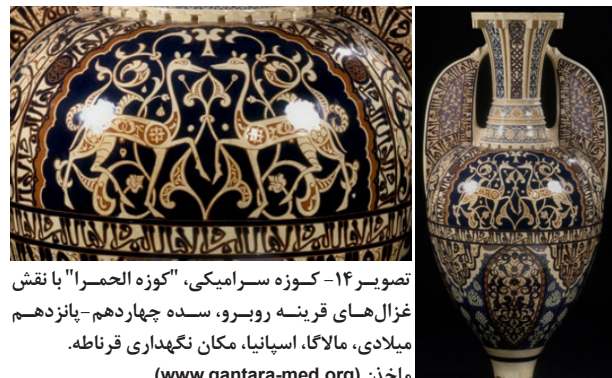 تصویر ۱۴- کوزه سرامیکی، "کوزه الحمرا" با نقش
غزال‌های قرینه روبرو، سده چهاردهم-پانزدهم
میلادی، مالاگا، اسپانیا، مکان نگهداری قرناطه.
ماخذ: (www.qantara-med.org)